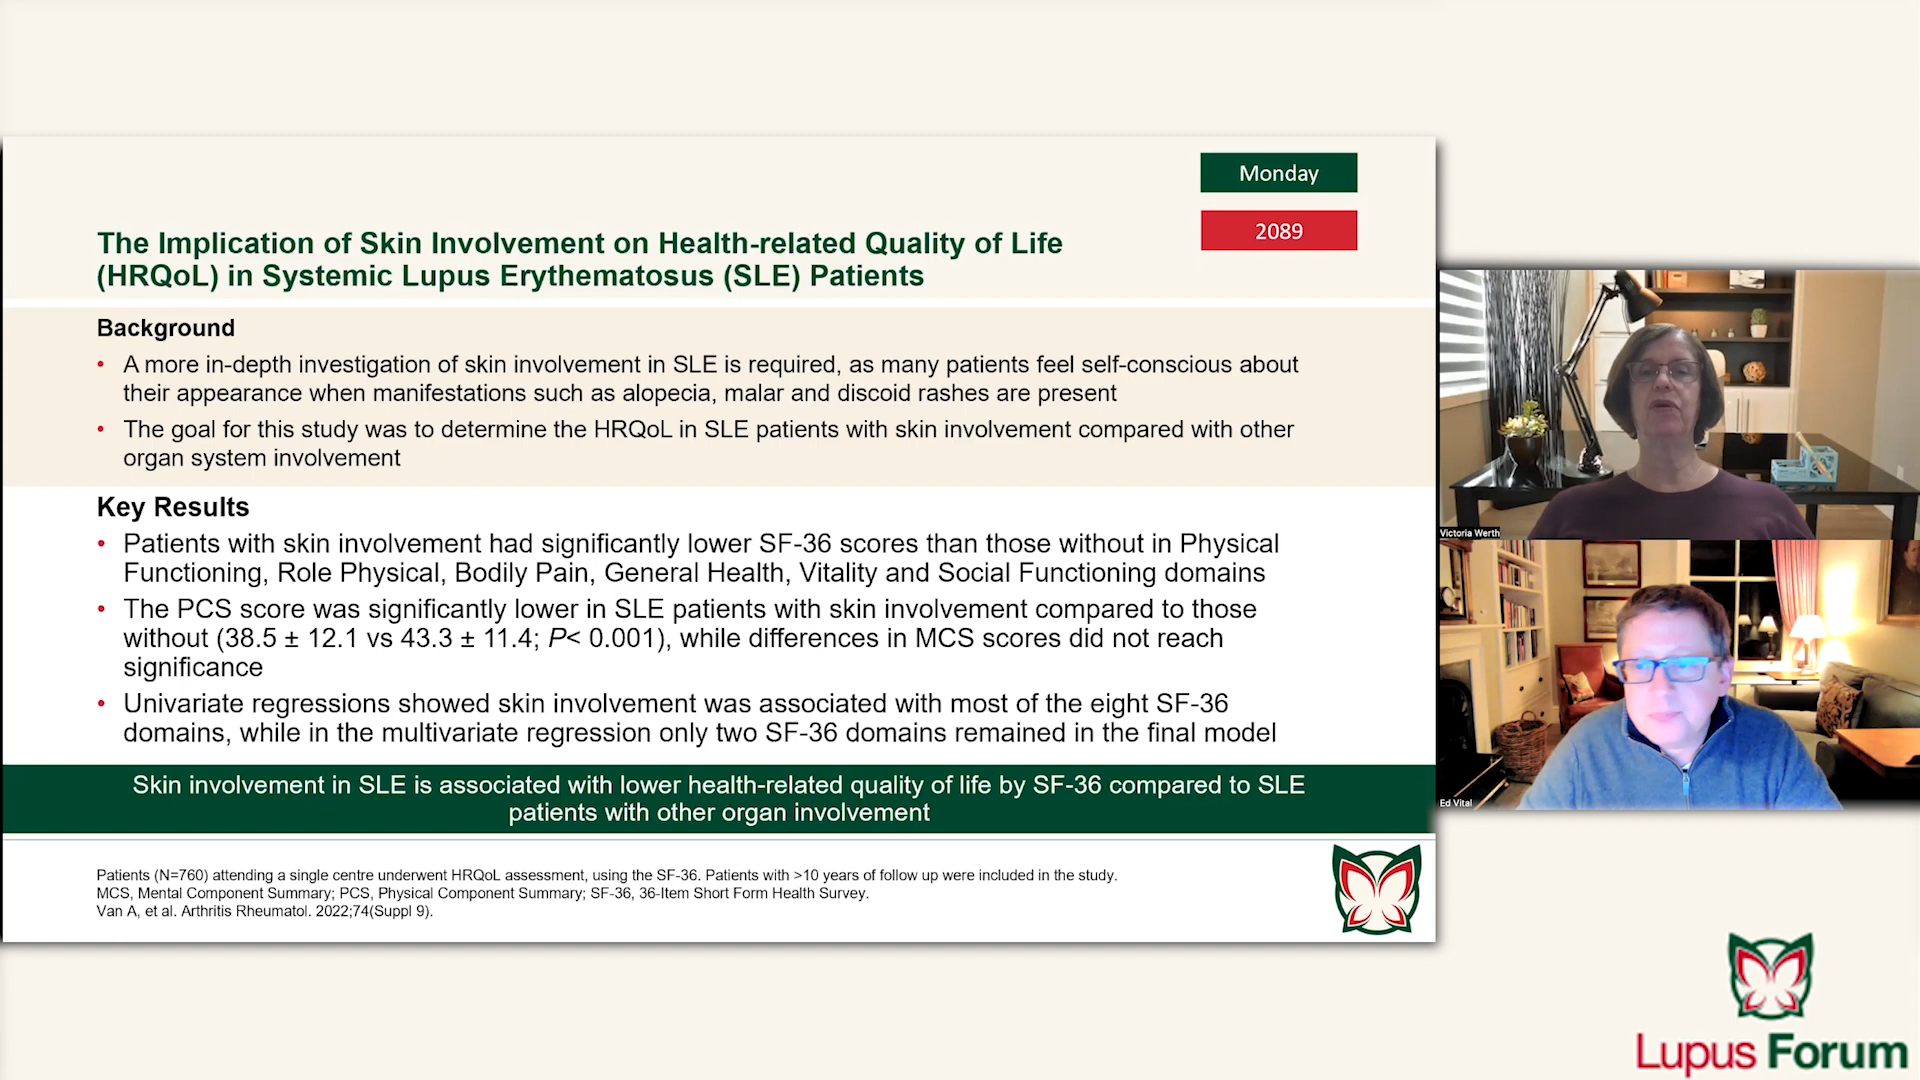 Monday
2089
The Implication of Skin Involvement on Health-related Quality of Life
(HRQoL) in Systemic Lupus Erythematosus (SLE) Patients
Background
• A more in-depth investigation of skin involvement in SLE is required, as many patients feel self-conscious about
their appearance when manifestations such as alopecia, malar and discoid rashes are present
• The goal for this study was to determine the HRQoL in SLE patients with skin involvement compared with other
organ system involvement
Key Results
• Patients with skin involvement had significantly lower SF-36 scores than those without in Physical
Functioning, Role Physical, Bodily Pain, General Health, Vitality and Social Functioning domains
• The PCS score was significantly lower in SLE patients with skin involvement compared to those
without (38.5 ± 12.1 vs 43.3 ± 11.4; P< 0.001), while differences in MCS scores did not reach
significance
• Univariate regressions showed skin involvement was associated with most of the eight SF-36
domains, while in the multivariate regression only two SF-36 domains remained in the final model
Skin involvement in SLE is associated with lower health-related quality of life by SF-36 compared to SLE
patients with other organ involvement
Patients (N=760) attending a single centre underwent HRQoL assessment, using the SF-36. Patients with >10 years of follow up were included in the study.
MCS, Mental Component Summary; PCS, Physical Component Summary; SF-36, 36-Item Short Form Health Survey.
Van A, et al. Arthritis Rheumatol. 2022;74(Suppl 9).
Victoria Werth
Ed Vital
Lupus Forum